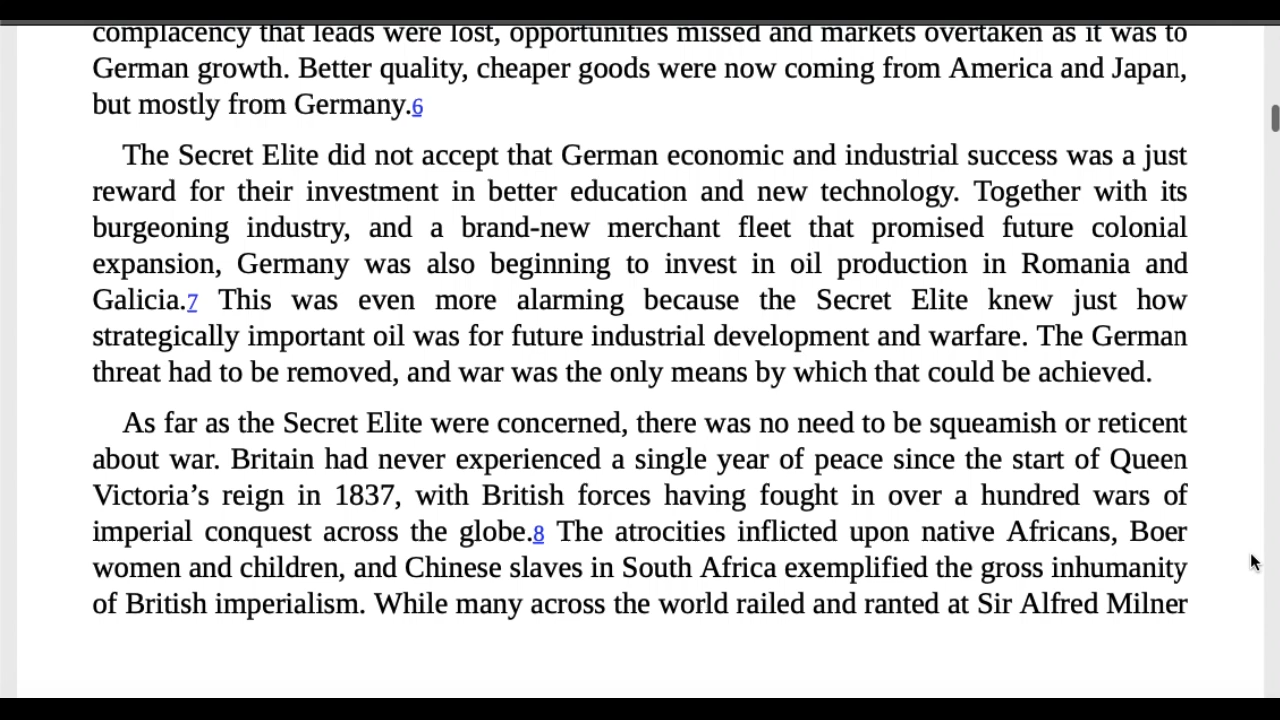 complacency that leads were lost, opportunities missed and markets overtaken as it was to
German growth. Better quality, cheaper goods were now coming from America and Japan,
but mostly from Germany.6
The Secret Elite did not accept that German economic and industrial success was a just
reward for their investment in better education and new technology. Together with its
burgeoning industry, and a brand-new merchant fleet that promised future colonial
expansion, Germany was also beginning to invest in oil production in Romania and
Galicia.7 This was even more alarming because the Secret Elite knew just how
strategically important oil was for future industrial development and warfare. The German
threat had to be removed, and war was the only means by which that could be achieved.
As far as the Secret Elite were concerned, there was no need to be squeamish or reticent
about war. Britain had never experienced a single year of peace since the start of Queen
Victoria’s reign in 1837, with British forces having fought in over a hundred wars of
imperial conquest across the globe.8 The atrocities inflicted upon native Africans, Boer
women and children, and Chinese slaves in South Africa exemplified the gross inhumanity
of British imperialism. While many across the world railed and ranted at Sir Alfred Milner